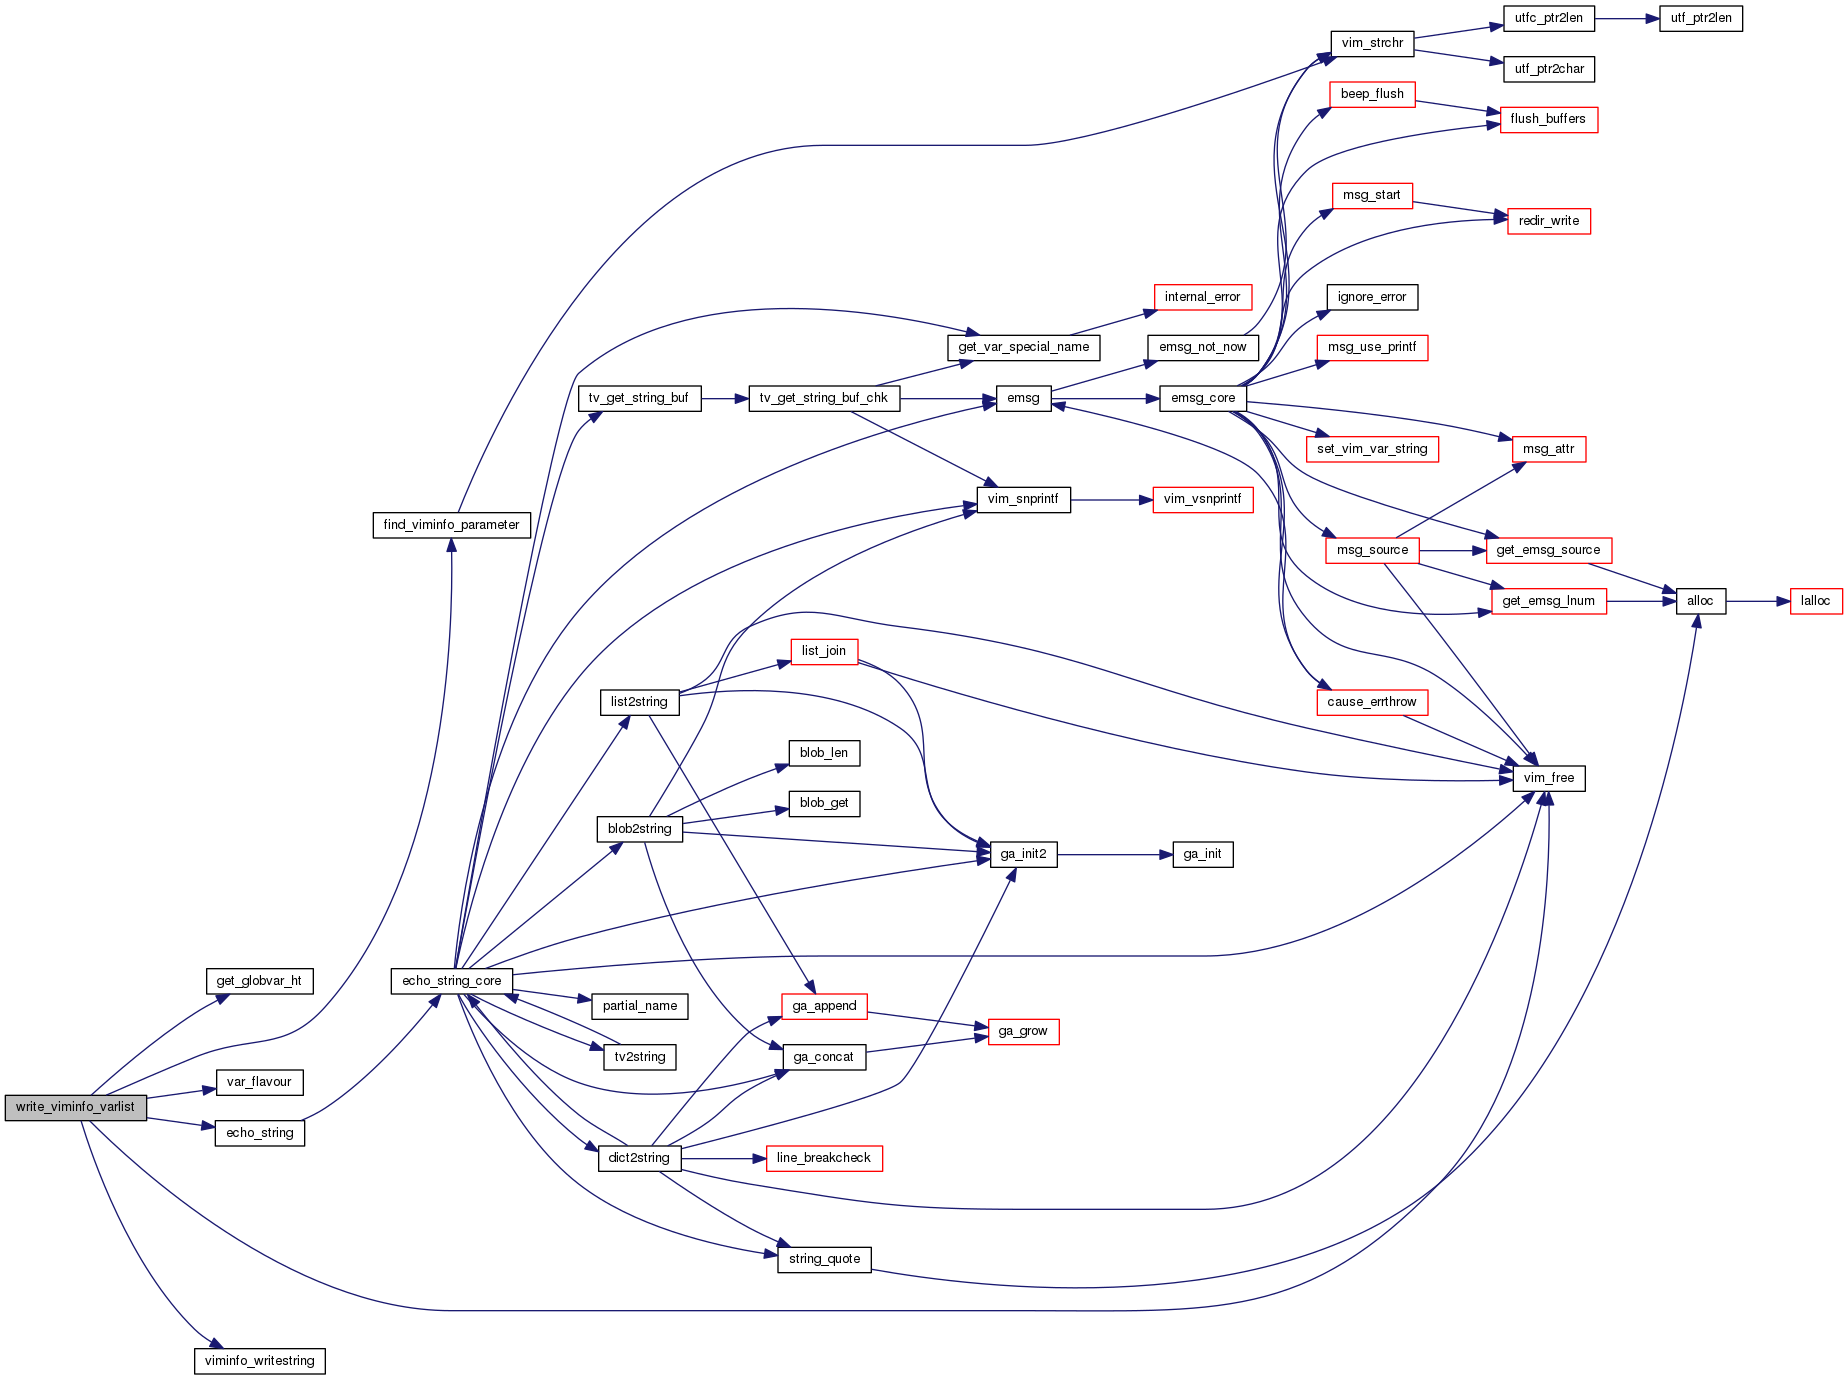 utfc_ptr2len
utf_ptr2len
vim_strchr
utf_ptr2char
beep_flush
flush_buffers
msg_start
redir_write
internal_error
ignore_error
get_var_special_name
emsg_not_now
msg_use_printf
tv_get_string_buf
tv_get_string_buf_chk
emsg
emsg_core
set_vim_var_string
msg_attr
vim_snprintf
vim_vsnprintf
find_viminfo_parameter
msg_source
get_emsg_source
get_emsg_lnum
alloc
lalloc
list_join
list2string
cause_errthrow
blob_len
vim_free
blob_get
blob2string
ga_init2
ga_init
get_globvar_ht
echo_string_core
partial_name
ga_append
ga_grow
tv2string
ga_concat
var_flavour
write_viminfo_varlist
echo_string
dict2string
line_breakcheck
string_quote
viminfo_writestring